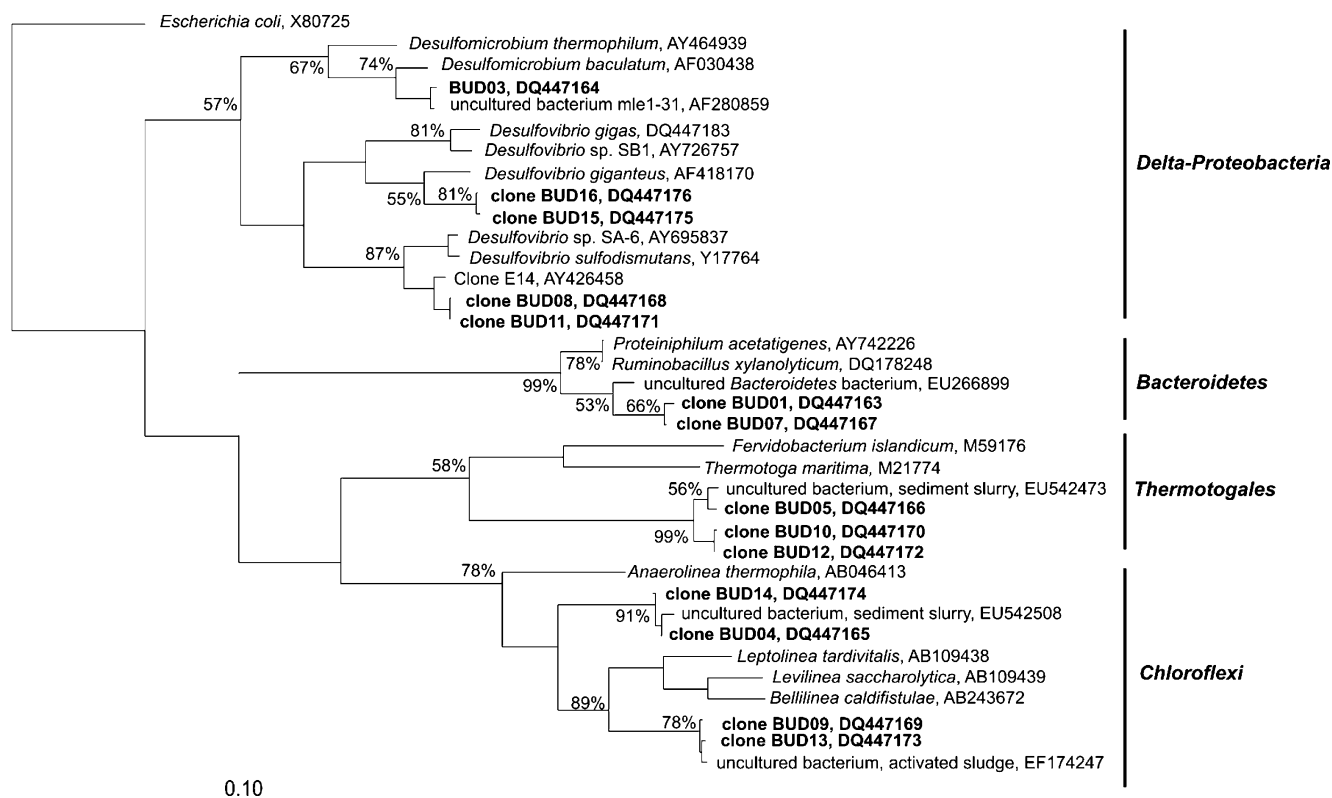 Escherichia coli, X80725
Desulfomicrobium thermophilum, AY464939
67%
74%
Desulfomicrobium baculatum, AF030438
BUD03, DQ447164
uncultured bacterium mle1-31, AF280859
57%
81%
Desulfovibrio gigas, DQ447183
Desulfovibrio sp. SB1, AY726757
Desulfovibrio giganteus, AF418170
55%
81%
clone BUD16, DQ447176
clone BUD15, DQ447175
Desulfovibrio sp. SA-6, AY695837
87%
Desulfovibrio sulfodismutans, Y17764
Clone E14, AY426458
clone BUD08, DQ447168
clone BUD11, DQ447171
Delta-Proteobacteria
Proteiniphilum acetatigenes, AY742226
78%
Ruminobacillus xylanolyticum, DQ178248
99%
uncultured Bacteroidetes bacterium, EU266899
53%
66%
clone BUD01, DQ447163
clone BUD07, DQ447167
Bacteroidetes
Fervidobacterium islandicum, M59176
58%
Thermotoga maritima, M21774
56%
uncultured bacterium, sediment slurry, EU542473
clone BUD05, DQ447166
99%
clone BUD10, DQ447170
clone BUD12, DQ447172
Thermotogales
78%
Anaerolinea thermophila, AB046413
clone BUD14, DQ447174
91%
uncultured bacterium, sediment slurry, EU542508
clone BUD04, DQ447165
Leptolinea tardivitalis, AB109438
Levilinea saccharolytica, AB109439
89%
Bellilinea caldifistulae, AB243672
78%
clone BUD09, DQ447169
clone BUD13, DQ447173
uncultured bacterium, activated sludge, EF174247
Chloroflexi
0.10